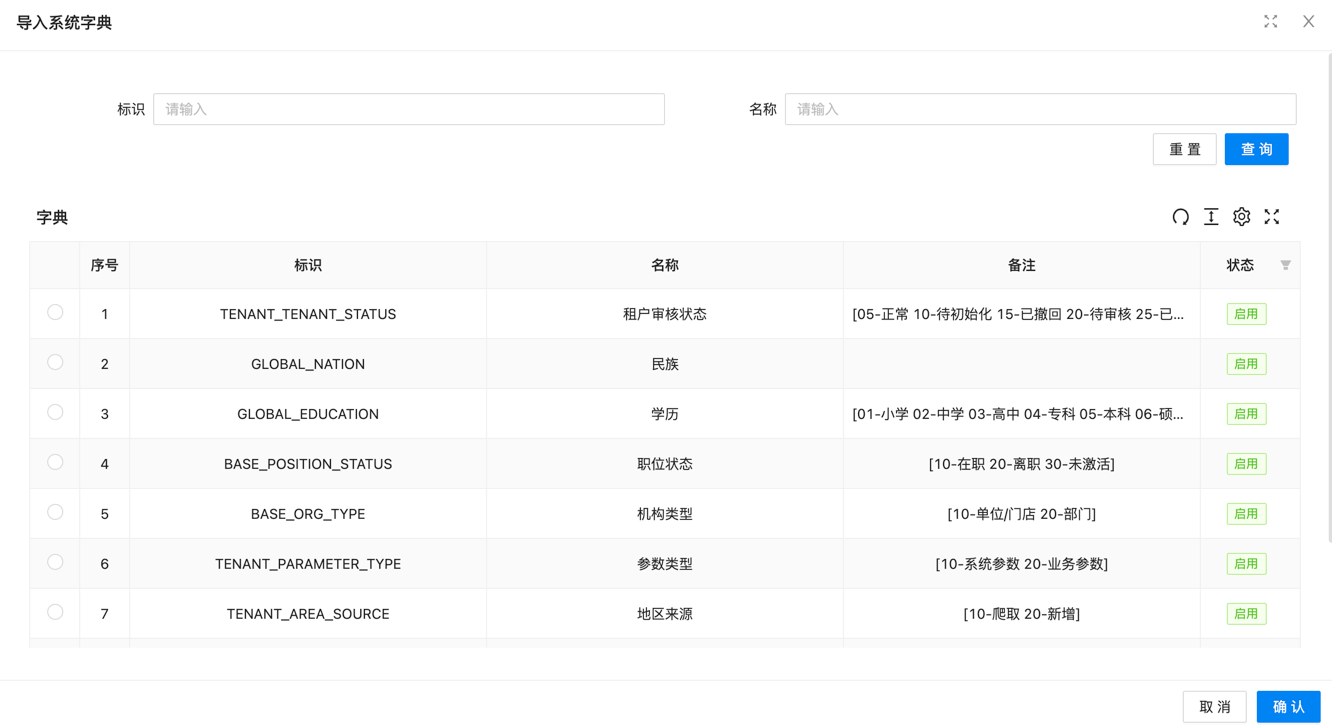 导入系统字典
标识 请输入 名称 请输入
重 置 查 询
字典
序号 标识 名称 备注 状态
1 TENANT_TENANT_STATUS 租户审核状态 [05-正常 10-待初始化 15-已撤回 20-待审核 25-已... 启用
2 GLOBAL_NATION 民族 启用
3 GLOBAL_EDUCATION 学历 [01-小学 02-中学 03-高中 04-专科 05-本科 06-硕... 启用
4 BASE_POSITION_STATUS 职位状态 [10-在职 20-离职 30-未激活] 启用
5 BASE_ORG_TYPE 机构类型 [10-单位/门店 20-部门] 启用
6 TENANT_PARAMETER_TYPE 参数类型 [10-系统参数 20-业务参数] 启用
7 TENANT_AREA_SOURCE 地区来源 [10-爬取 20-新增] 启用
取 消 确 认